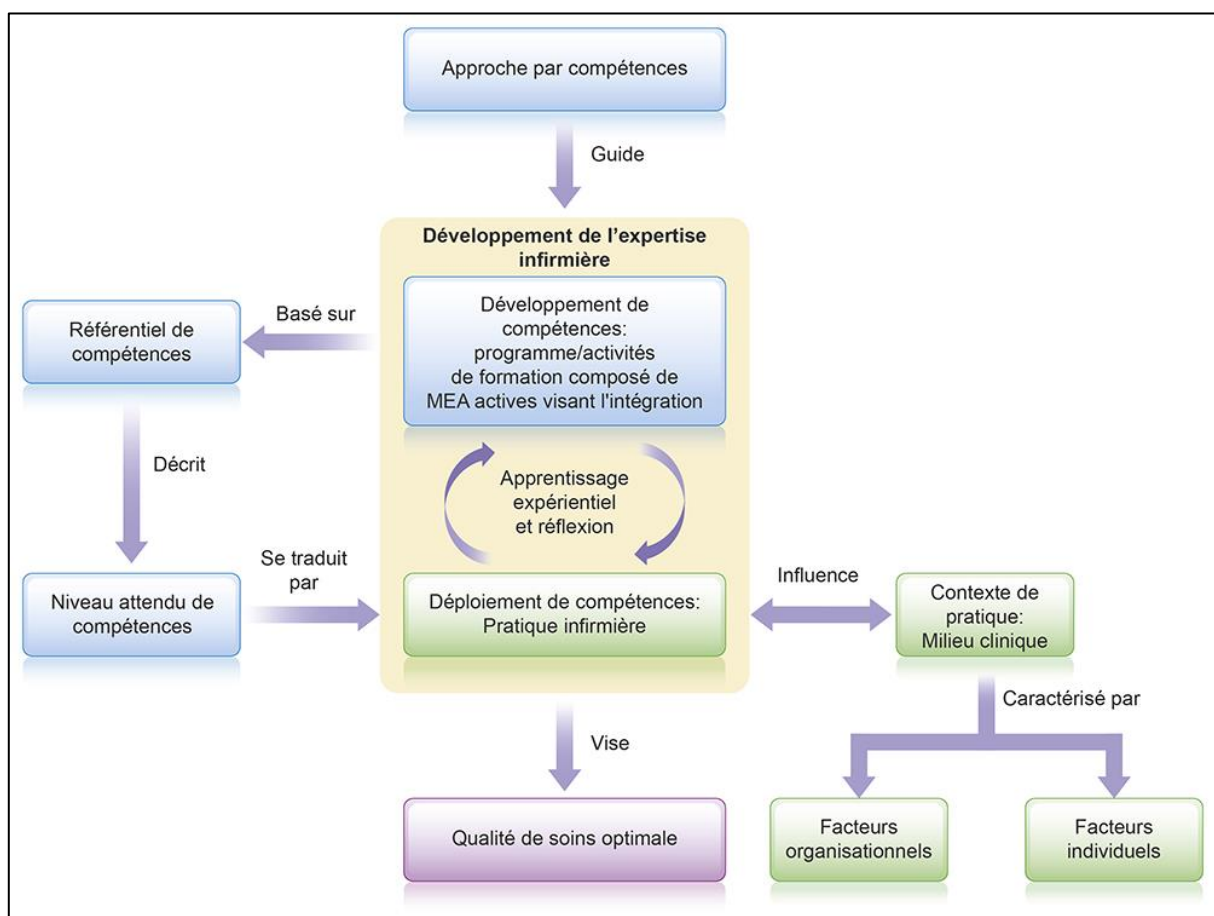 Approche par compétences
Guide
Développement de l'expertise
infirmière
Développement de
compétences:
programme/activités
de formation composé de
MEA actives visant l'intégration
Basé sur
Référentiel de
compétences
Décrit
Apprentissage
expérientiel
et réflexion
Se traduit
par
Niveau attendu de
compétences
Déploiement de compétences:
Pratique infirmière
Influence
Contexte de
pratique:
Milieu clinique
Caractérisé par
Vise
Qualité de soins optimale
Facteurs
organisationnels
Facteurs
individuels